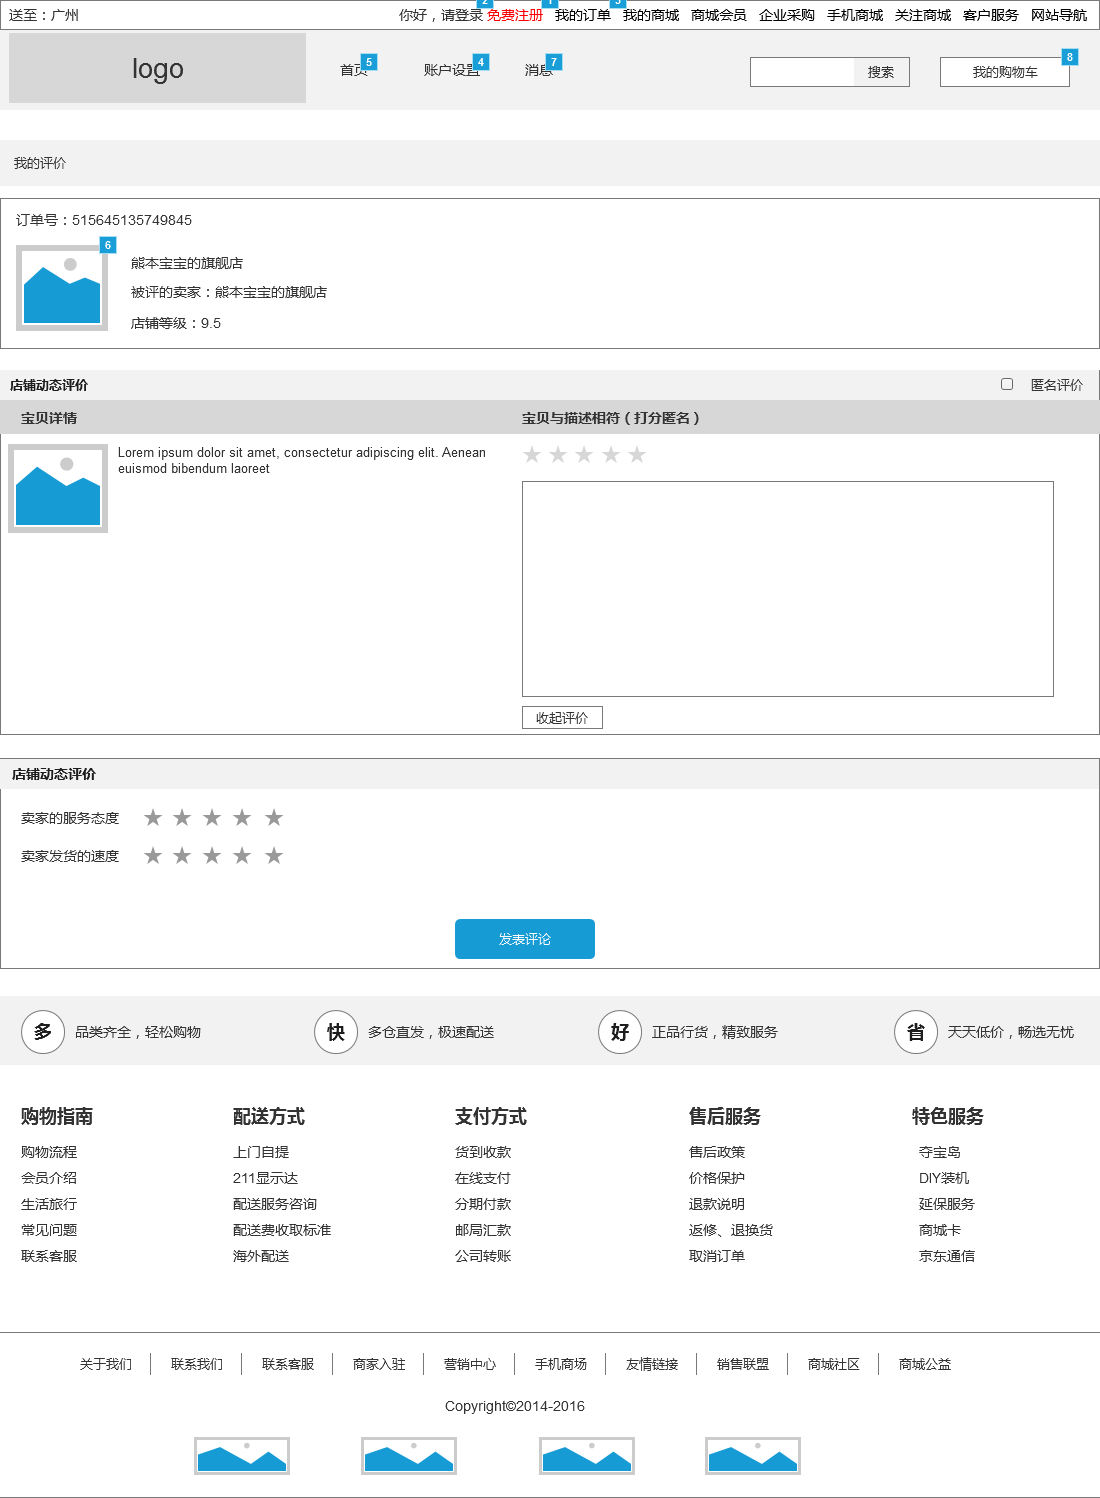 送至：广州 你好，请登录 免费注册 我的订单 我的商城 商城会员 企业采购 手机商城 关注商城 客户服务 网站导航
logo 首页 5 账户设置 4 消息 7 搜索 我的购物车 8
我的评价
订单号：515645135749845
6
熊本宝宝的旗舰店
被评的卖家：熊本宝宝的旗舰店
店铺等级：9.5
店铺动态评价 匿名评价
宝贝详情 宝贝与描述相符（打分匿名）
Lorem ipsum dolor sit amet, consectetur adipiscing elit. Aenean
euismod bibendum laoreet
收起评价
店铺动态评价
卖家的服务态度
卖家发货的速度
发表评论
多 品类齐全，轻松购物 快 多仓直发，极速配送 好 正品行货，精致服务 省 天天低价，畅选无忧
购物指南 配送方式 支付方式 售后服务 特色服务
购物流程 上门自提 货到收款 售后政策 夺宝岛
会员介绍 211显示达 在线支付 价格保护 DIY装机
生活旅行 配送服务咨询 分期付款 退款说明 延保服务
常见问题 配送费收取标准 邮局汇款 返修、退换货 商城卡
联系客服 海外配送 公司转账 取消订单 京东通信
关于我们 联系我们 联系客服 商家入驻 营销中心 手机商场 友情链接 销售联盟 商城社区 商城公益
Copyright©2014-2016